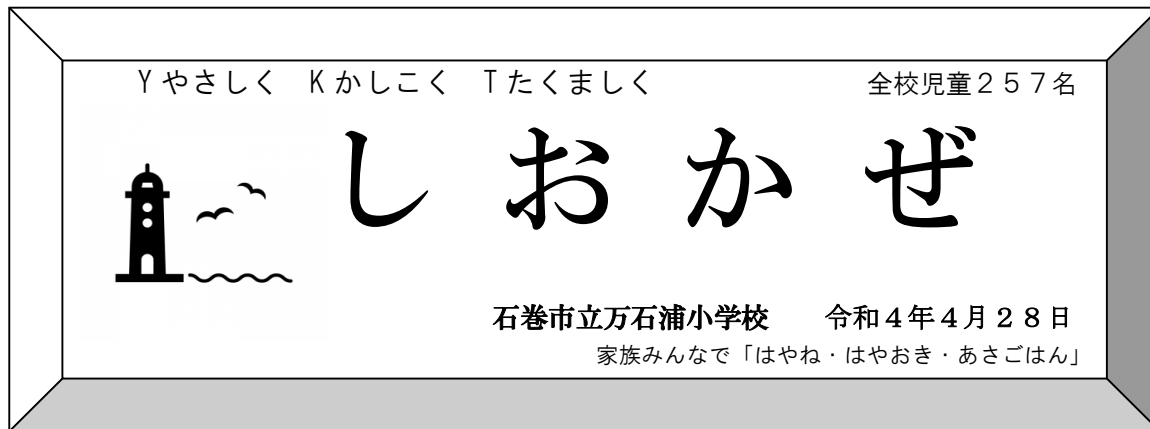 Yやさしく　Kかしこく　Tたくましく　全校児童２５７名
しおかぜ
石巻市立万石浦小学校　令和４年４月２８日
家族みんなで「はやね・はやおき・あさごはん」